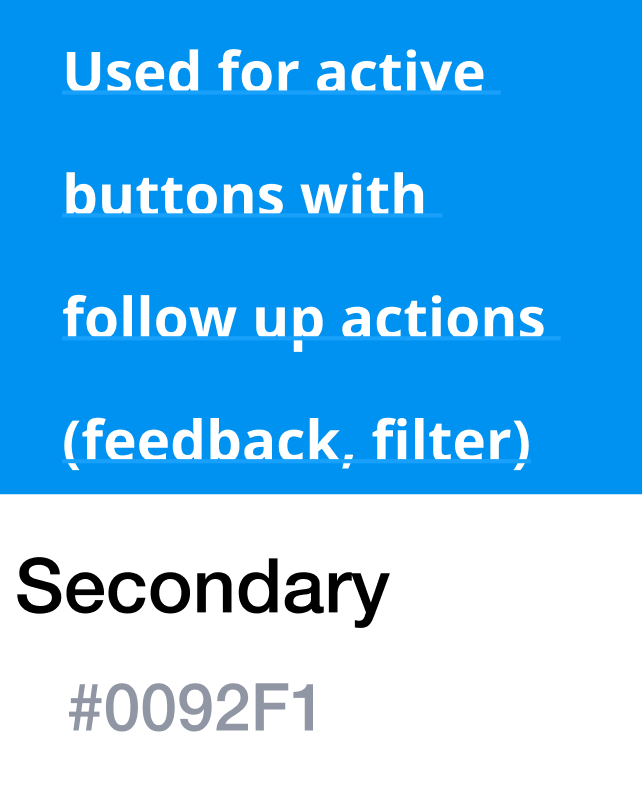 Used for active
buttons with
follow up actions
(feedback, filter)
Secondary
#0092F1